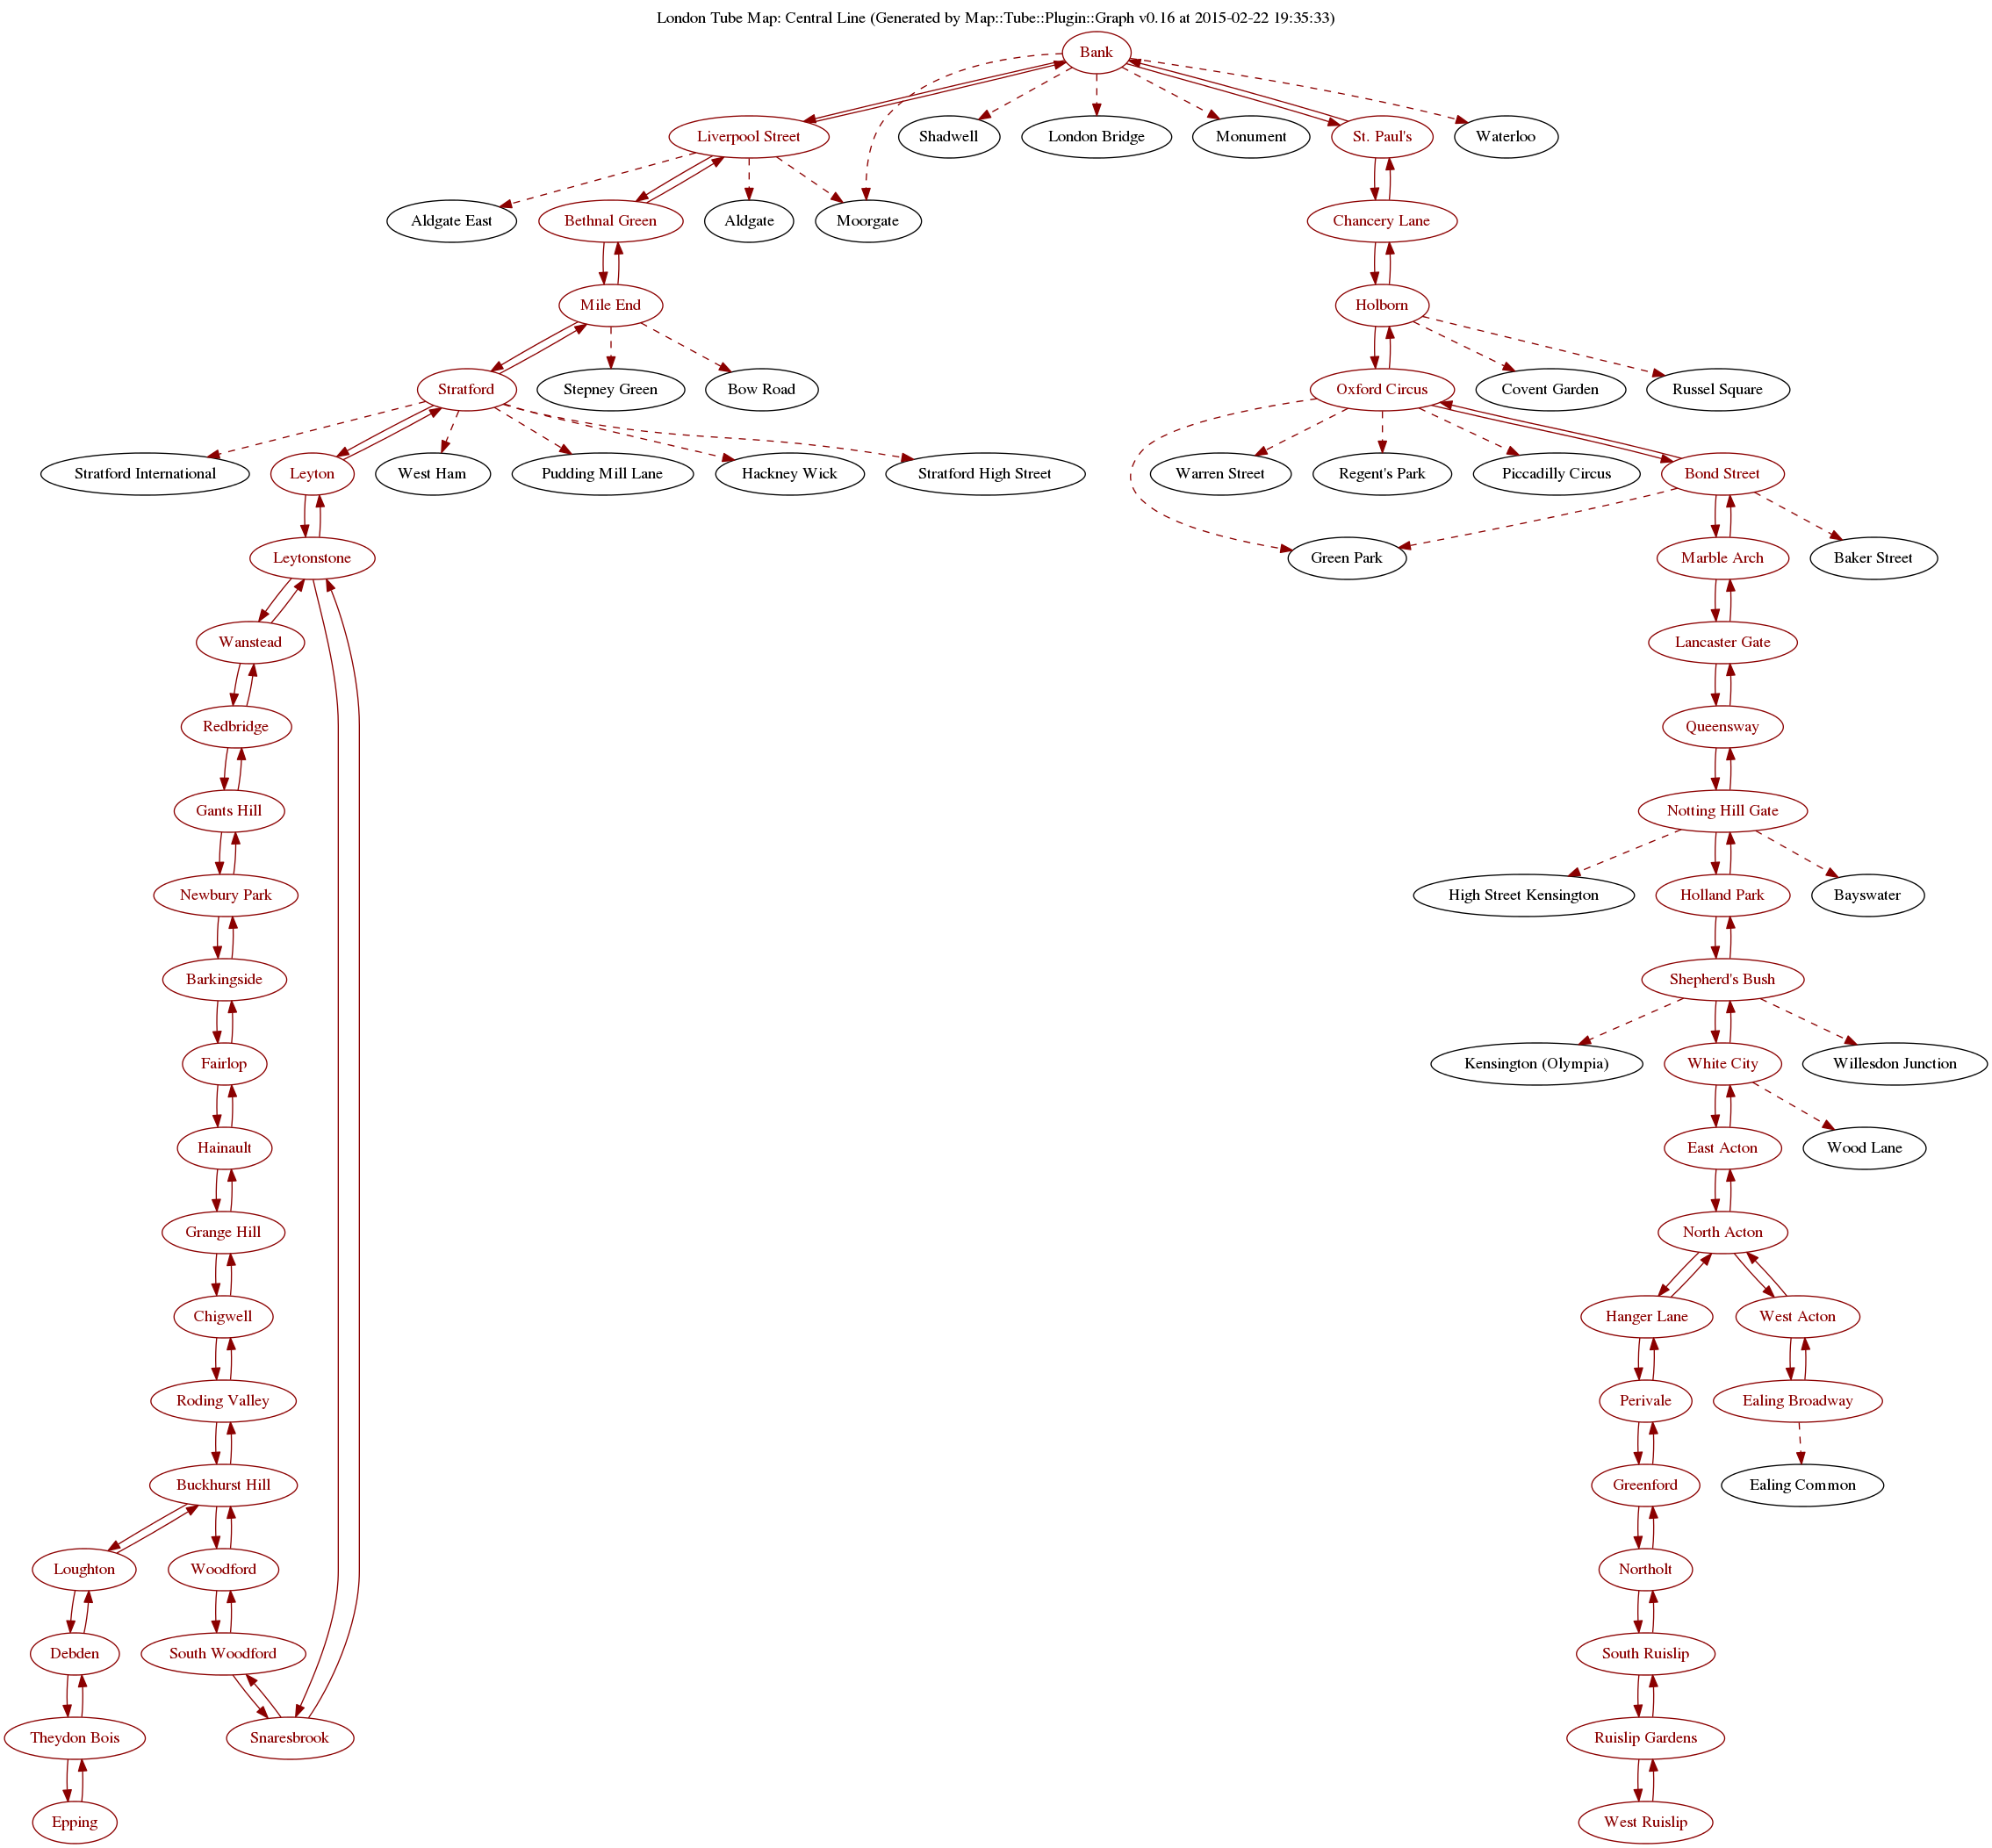 London Tube Map: Central Line (Generated by Map::Tube::Plugin::Graph v0.16 at 2015-02-22 19:35:33)
Bank
Liverpool Street
Shadwell
London Bridge
Monument
St. Paul's
Waterloo
Aldgate East
Bethnal Green
Aldgate
Moorgate
Chancery Lane
Mile End
Holborn
Stratford
Stepney Green
Bow Road
Oxford Circus
Covent Garden
Russel Square
Stratford International
Leyton
West Ham
Pudding Mill Lane
Hackney Wick
Stratford High Street
Warren Street
Regent's Park
Piccadilly Circus
Bond Street
Leytonstone
Green Park
Marble Arch
Baker Street
Wanstead
Lancaster Gate
Redbridge
Queensway
Gants Hill
Notting Hill Gate
Newbury Park
High Street Kensington
Holland Park
Bayswater
Barkingside
Shepherd's Bush
Fairlop
Kensington (Olympia)
White City
Willesdon Junction
Hainault
East Acton
Wood Lane
Grange Hill
North Acton
Chigwell
Hanger Lane
West Acton
Roding Valley
Perivale
Ealing Broadway
Buckhurst Hill
Greenford
Ealing Common
Loughton
Woodford
Northolt
Debden
South Woodford
South Ruislip
Theydon Bois
Snaresbrook
Ruislip Gardens
Epping
West Ruislip